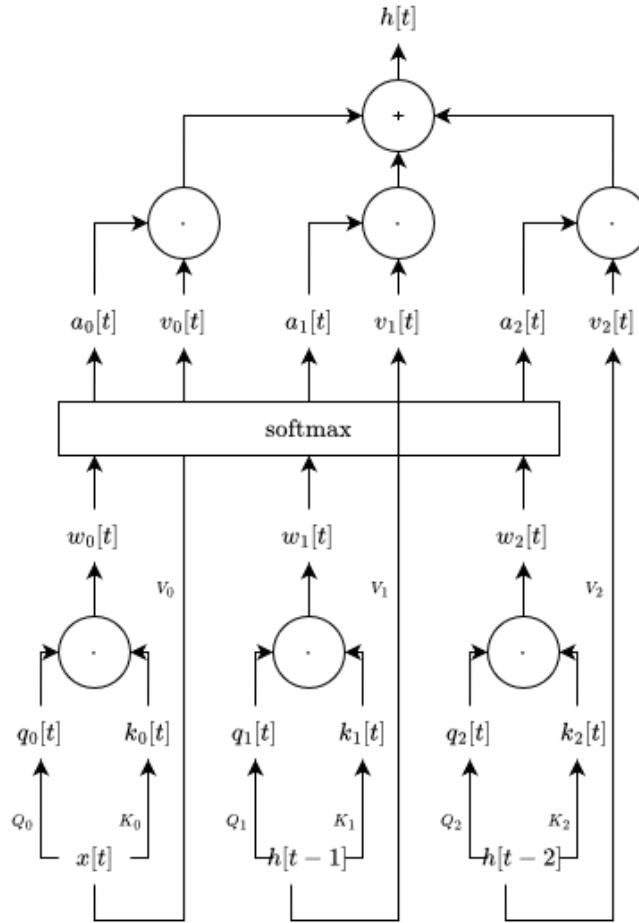 h[t]
+
· · ·
a₀[t] v₀[t] a₁[t] v₁[t] a₂[t] v₂[t]
softmax
w₀[t] w₁[t] w₂[t]
V₀ V₁ V₂
· · ·
q₀[t] k₀[t] q₁[t] k₁[t] q₂[t] k₂[t]
Q₀ K₀ Q₁ K₁ Q₂ K₂
x[t] h[t − 1] h[t − 2]